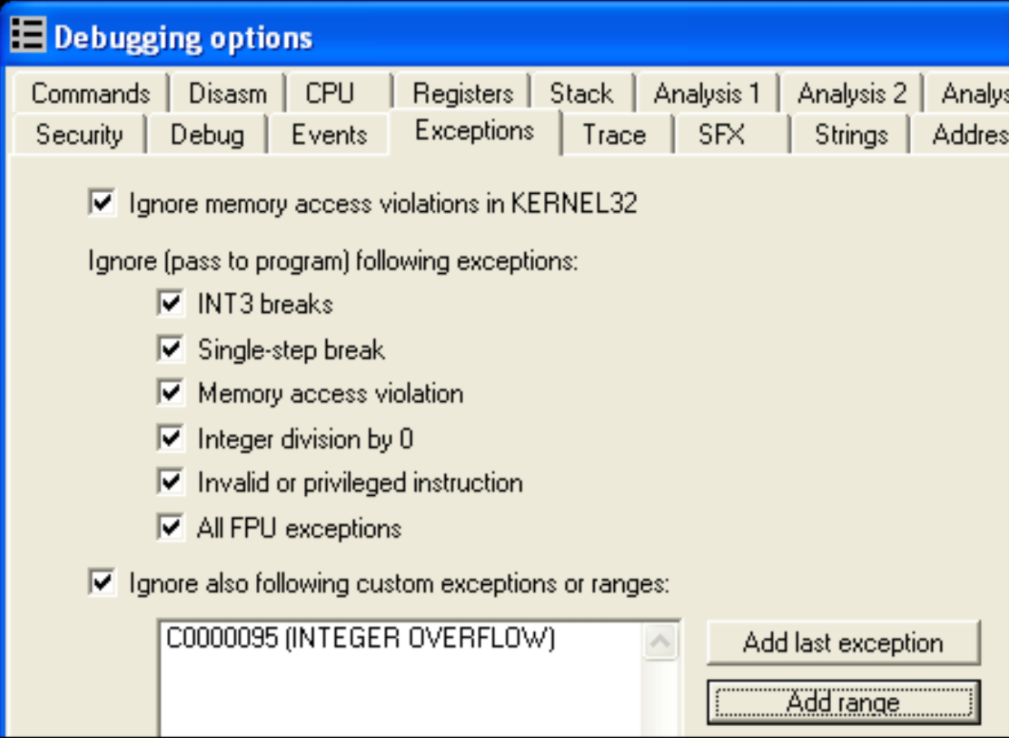 Debugging options
Commands Disasm CPU Registers Stack Analysis 1 Analysis 2 Analys
Security Debug Events Exceptions Trace SFX Strings Addres
Ignore memory access violations in KERNEL32
Ignore (pass to program) following exceptions:
INT3 breaks
Single-step break
Memory access violation
Integer division by 0
Invalid or privileged instruction
All FPU exceptions
Ignore also following custom exceptions or ranges:
C0000095 (INTEGER OVERFLOW)
Add last exception
Add range